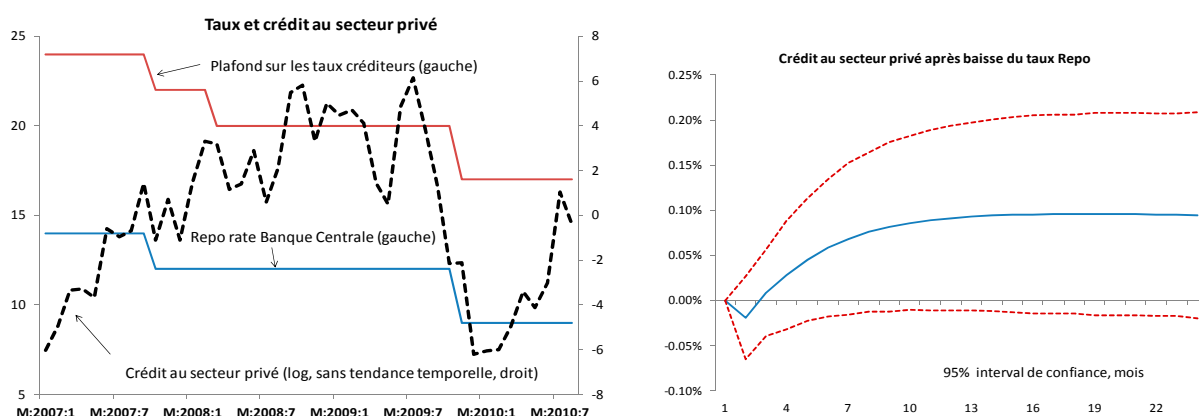 Taux et crédit au secteur privé
25
20
15
10
5
8
6
4
2
0
-2
-4
-6
-8
Plafond sur les taux créditeurs (gauche)
Repo rate Banque Centrale (gauche)
Crédit au secteur privé (log, sans tendance temporelle, droit)
M:2007:1 M:2007:7 M:2008:1 M:2008:7 M:2009:1 M:2009:7 M:2010:1 M:2010:7
Crédit au secteur privé après baisse du taux Repo
0.25%
0.20%
0.15%
0.10%
0.05%
0.00%
-0.05%
-0.10%
95% interval de confiance, mois
1 4 7 10 13 16 19 22